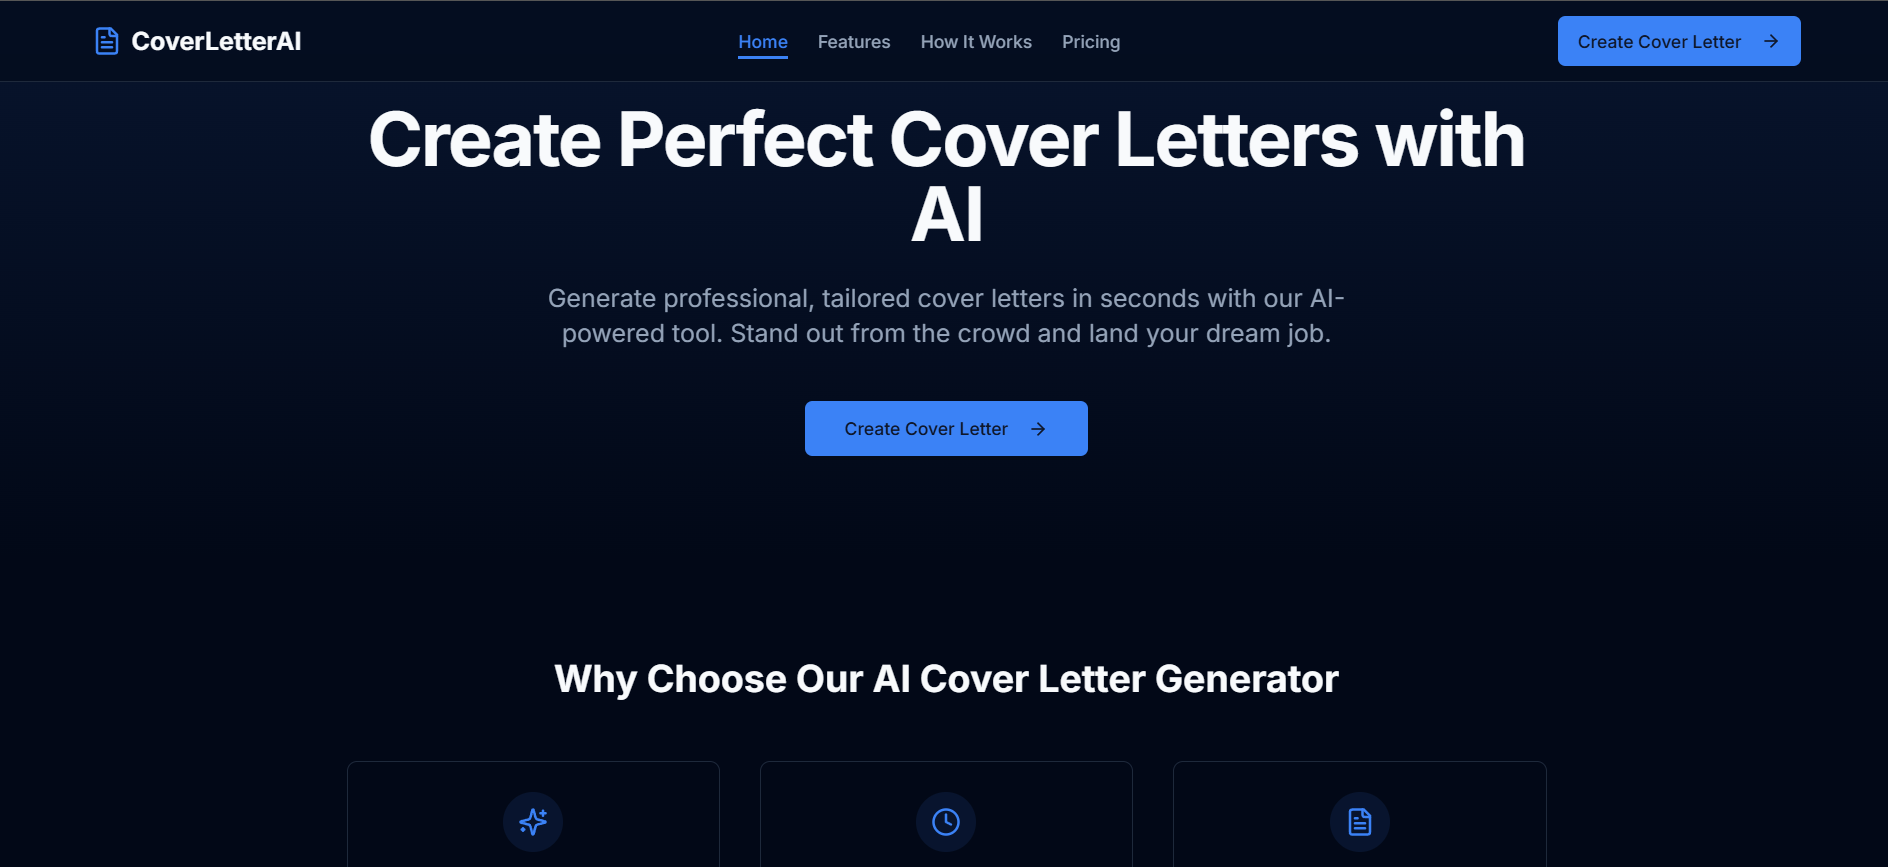 CoverLetterAI
Home
Features
How It Works
Pricing
Create Cover Letter
Create Perfect Cover Letters with
AI
Generate professional, tailored cover letters in seconds with our AI-
powered tool. Stand out from the crowd and land your dream job.
Create Cover Letter
Why Choose Our AI Cover Letter Generator